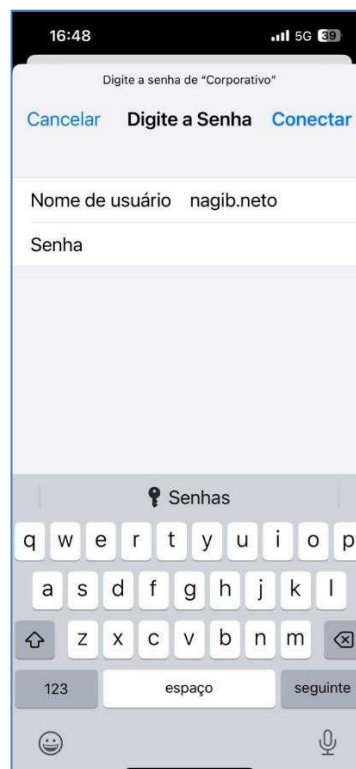 16:48 5G 39
Digite a senha de “Corporativo”
Cancelar Digite a Senha Conectar
Nome de usuário nagib.neto
Senha
Senhas
q w e r t y u i o p
a s d f g h j k l
z x c v b n m
123 espaço seguinte